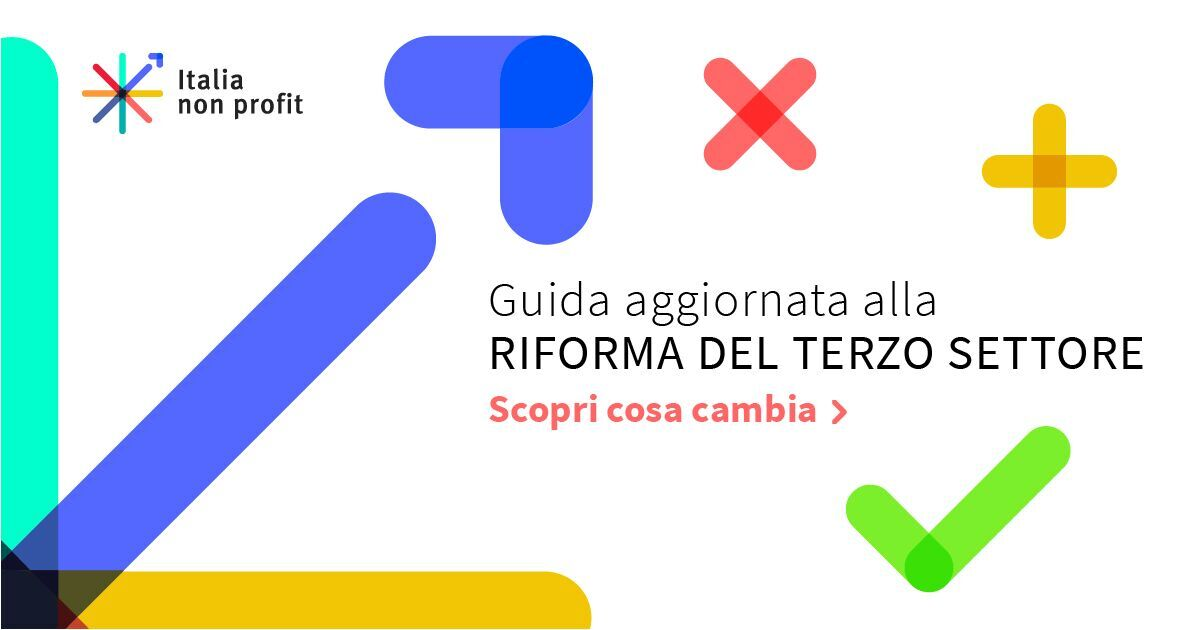 Italia
non profit
Guida aggiornata alla
RIFORMA DEL TERZO SETTORE
Scopri cosa cambia >